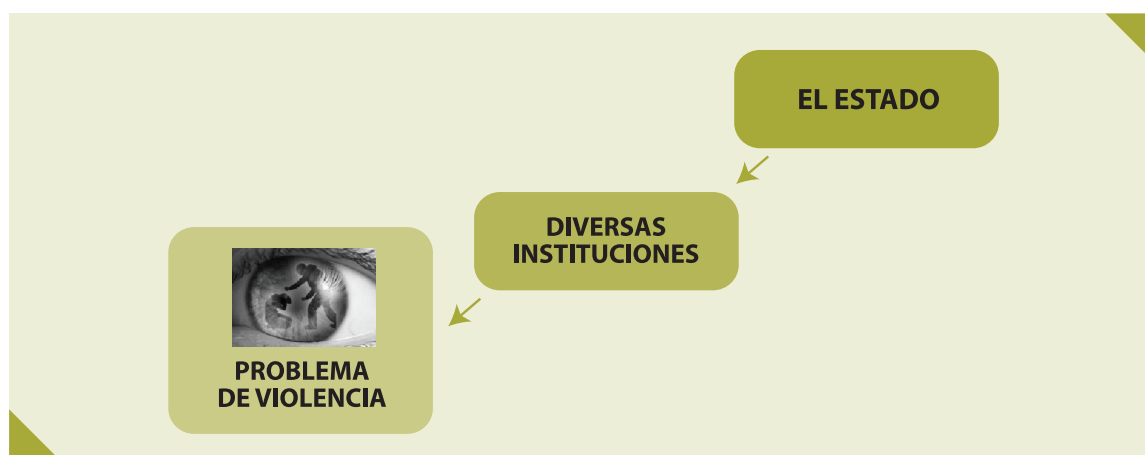 EL ESTADO
DIVERSAS
INSTITUCIONES
PROBLEMA
DE VIOLENCIA